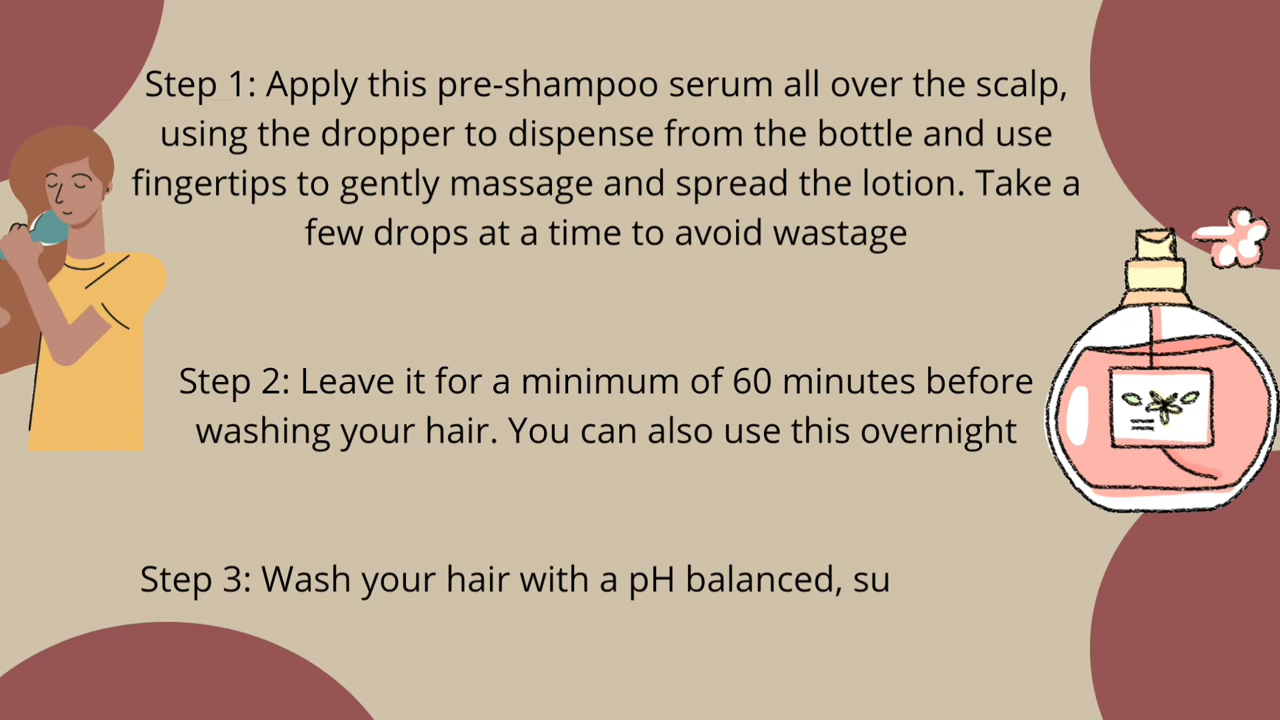 Step 1: Apply this pre-shampoo serum all over the scalp,
using the dropper to dispense from the bottle and use
fingertips to gently massage and spread the lotion. Take a
few drops at a time to avoid wastage
Step 2: Leave it for a minimum of 60 minutes before
washing your hair. You can also use this overnight
Step 3: Wash your hair with a pH balanced, su